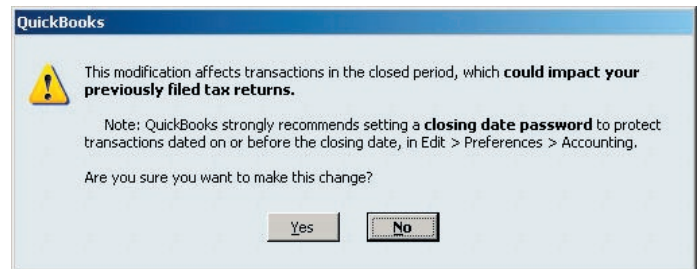 QuickBooks
This modification affects transactions in the closed period, which could impact your
previously filed tax returns.
Note: QuickBooks strongly recommends setting a closing date password to protect
transactions dated on or before the closing date, in Edit > Preferences > Accounting.
Are you sure you want to make this change?
Yes No